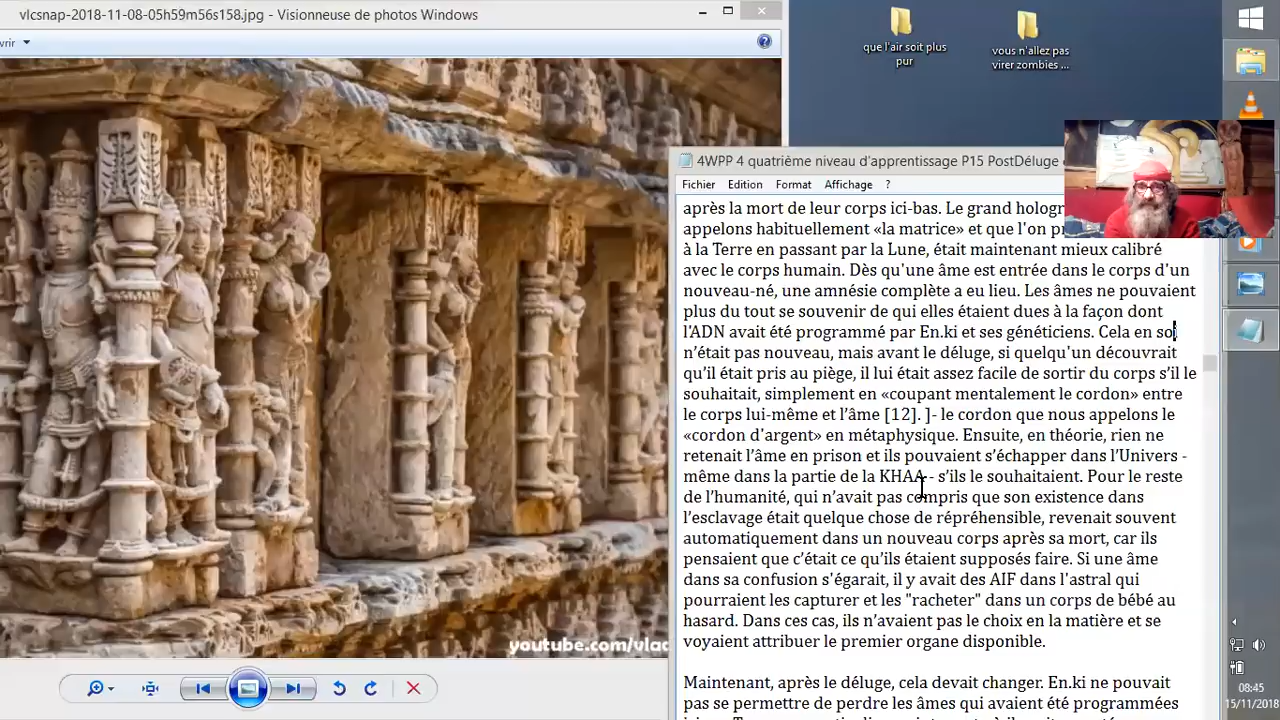 vlcsnap-2018-11-08-05h59m56s158.jpg - Visionneuse de photos Windows
que l'air soit plus
pur
vous n'allez pas
virer zombies ...
4WPP 4 quatrième niveau d'apprentissage P15 PostDéluge
Fichier Edition Format Affichage ?
après la mort de leur corps ici-bas. Le grand
appelons habituellement «la matrice» et que l'on
à la Terre en passant par la Lune, était maintenant mieux calibré
avec le corps humain. Dès qu'une âme est entrée dans le corps d'un
nouveau-né, une amnésie complète a eu lieu. Les âmes ne pouvaient
plus du tout se souvenir de qui elles étaient dues à la façon dont
l'ADN avait été programmé par En.ki et ses généticiens. Cela en soi
n’était pas nouveau, mais avant le déluge, si quelqu'un découvrait
qu’il était pris au piège, il lui était assez facile de sortir du corps s’il le
souhaitait, simplement en «coupant mentalement le cordon» entre
le corps lui-même et l’âme [12]. ]- le cordon que nous appelons le
«cordon d'argent» en métaphysique. Ensuite, en théorie, rien ne
retenait l’âme en prison et ils pouvaient s’échapper dans l’Univers -
même dans la partie de la KHAA - s’ils le souhaitaient. Pour le reste
de l’humanité, qui n’avait pas compris que son existence dans
l’esclavage était quelque chose de répréhensible, revenait souvent
automatiquement dans un nouveau corps après sa mort, car ils
pensaient que c’était ce qu’ils étaient supposés faire. Si une âme
dans sa confusion s'égarait, il y avait des AIF dans l'astral qui
pourraient les capturer et les "racheter" dans un corps de bébé au
hasard. Dans ces cas, ils n’avaient pas le choix en la matière et se
voyaient attribuer le premier organe disponible.
Maintenant, après le déluge, cela devait changer. En.ki ne pouvait
pas se permettre de perdre les âmes qui avaient été programmées
youtube.com/vlad
08:45
15/11/2018